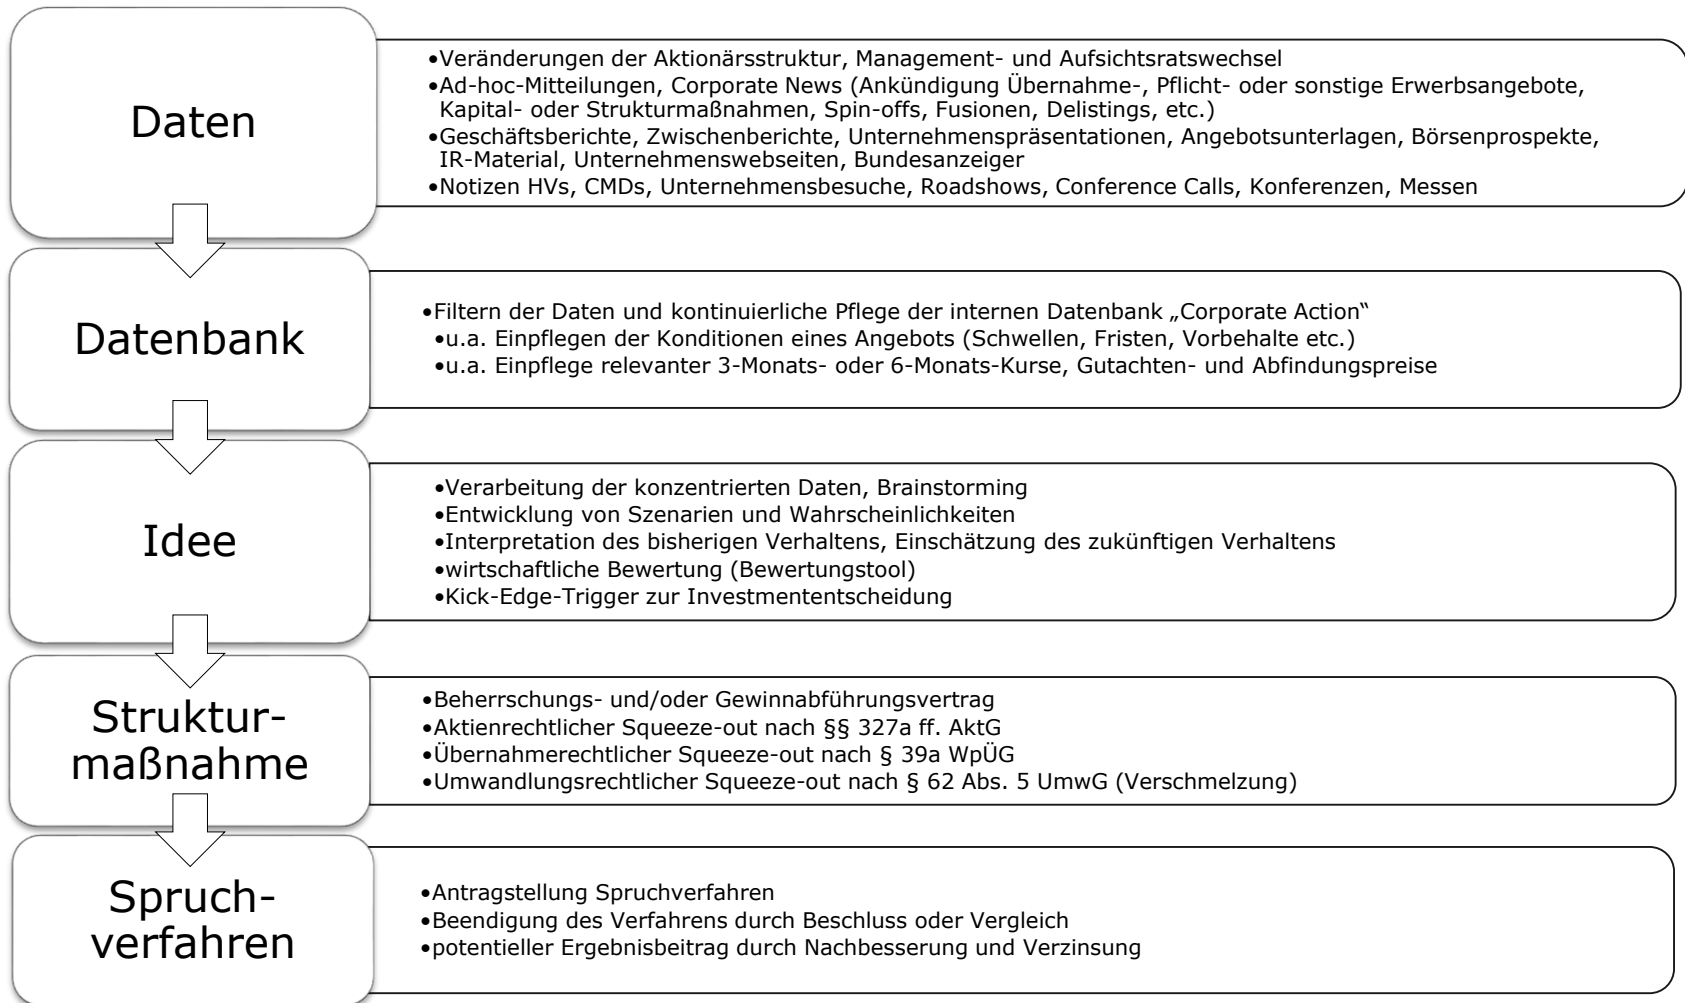 Daten
•Veränderungen der Aktionärsstruktur, Management- und Aufsichtsratswechsel
•Ad-hoc-Mitteilungen, Corporate News (Ankündigung Übernahme-, Pflicht- oder sonstige Erwerbsangebote,
Kapital- oder Strukturmaßnahmen, Spin-offs, Fusionen, Delistings, etc.)
•Geschäftsberichte, Zwischenberichte, Unternehmenspräsentationen, Angebotsunterlagen, Börsenprospekte,
IR-Material, Unternehmenswebseiten, Bundesanzeiger
•Notizen HVs, CMDs, Unternehmensbesuche, Roadshows, Conference Calls, Konferenzen, Messen
Datenbank
•Filtern der Daten und kontinuierliche Pflege der internen Datenbank „Corporate Action“
•u.a. Einpflegen der Konditionen eines Angebots (Schwellen, Fristen, Vorbehalte etc.)
•u.a. Einpflege relevanter 3-Monats- oder 6-Monats-Kurse, Gutachten- und Abfindungspreise
Idee
•Verarbeitung der konzentrierten Daten, Brainstorming
•Entwicklung von Szenarien und Wahrscheinlichkeiten
•Interpretation des bisherigen Verhaltens, Einschätzung des zukünftigen Verhaltens
•wirtschaftliche Bewertung (Bewertungstool)
•Kick-Edge-Trigger zur Investmententscheidung
Struktur-
maßnahme
•Beherrschungs- und/oder Gewinnabführungsvertrag
•Aktienrechtlicher Squeeze-out nach §§ 327a ff. AktG
•Übernahmerechtlicher Squeeze-out nach § 39a WpÜG
•Umwandlungsrechtlicher Squeeze-out nach § 62 Abs. 5 UmwG (Verschmelzung)
Spruch-
verfahren
•Antragstellung Spruchverfahren
•Beendigung des Verfahrens durch Beschluss oder Vergleich
•potentieller Ergebnisbeitrag durch Nachbesserung und Verzinsung